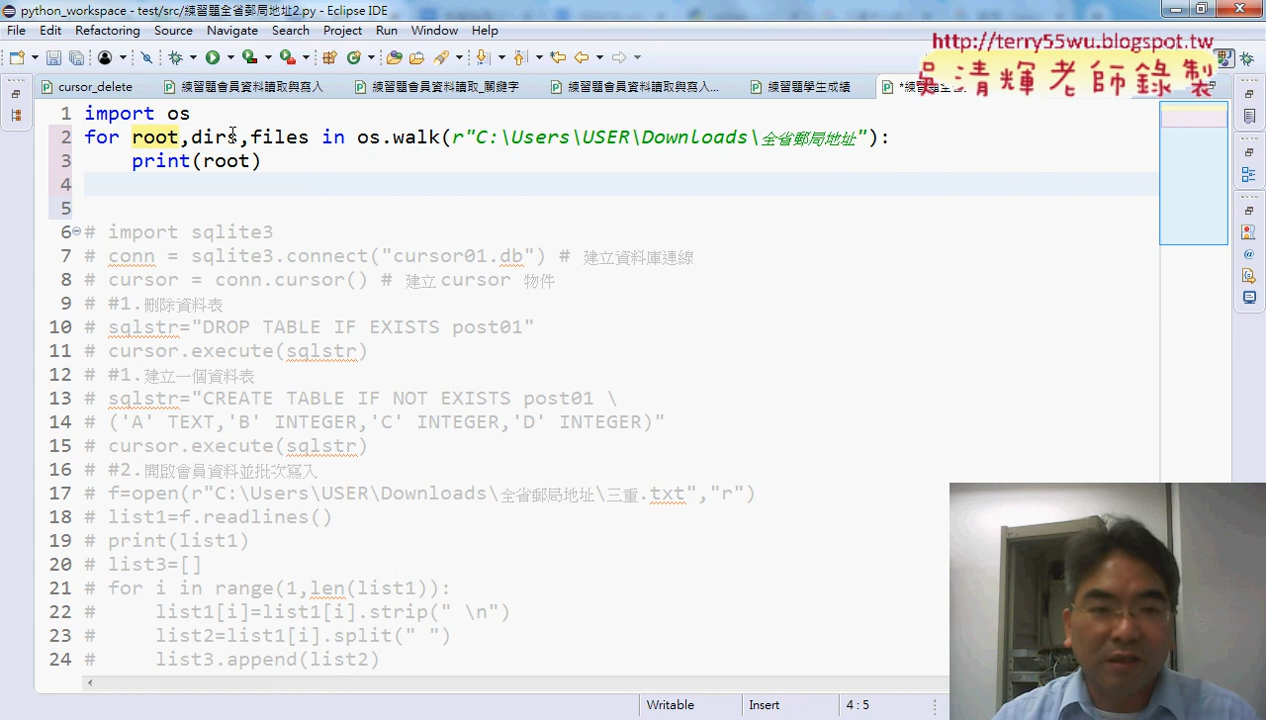 python_workspace - test/src/練習題全省郵局地址2.py - Eclipse IDE
File Edit Refactoring Source Navigate Search Project Run Window Help
http://terry55wu.blogspot.tw
吳清輝老師錄製
cursor_delete 練習題會員資料讀取與寫入 練習題會員資料讀取_關鍵字 練習題會員資料讀取與寫入... 練習題學生成績
1 import os
2 for root,dirs,files in os.walk(r"C:\Users\USER\Downloads\全省郵局地址"):
3 print(root)
4
5
6 # import sqlite3
7 # conn = sqlite3.connect("cursor01.db") # 建立資料庫連線
8 # cursor = conn.cursor() # 建立 cursor 物件
9 # #1.刪除資料表
10 # sqlstr="DROP TABLE IF EXISTS post01"
11 # cursor.execute(sqlstr)
12 # #1.建立一個資料表
13 # sqlstr="CREATE TABLE IF NOT EXISTS post01 \
14 # ('A' TEXT,'B' INTEGER,'C' INTEGER,'D' INTEGER)"
15 # cursor.execute(sqlstr)
16 # #2.開啟會員資料並批次寫入
17 # f=open(r"C:\Users\USER\Downloads\全省郵局地址\三重.txt","r")
18 # list1=f.readlines()
19 # print(list1)
20 # list3=[]
21 # for i in range(1,len(list1)):
22 # list1[i]=list1[i].strip(" \n")
23 # list2=list1[i].split(" ")
24 # list3.append(list2)
Writable Insert 4:5